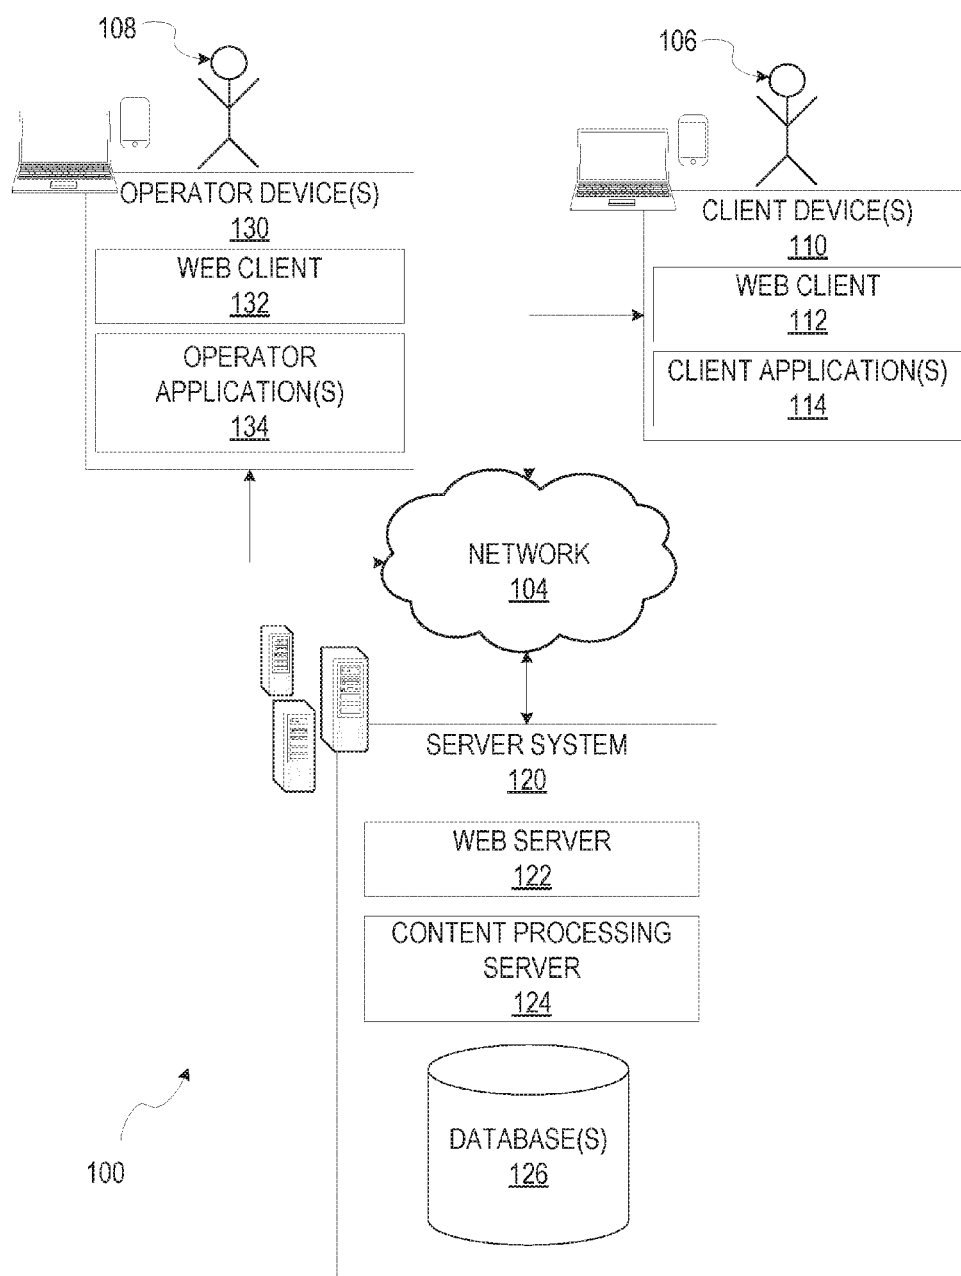 108
106
OPERATOR DEVICE(S)
130
WEB CLIENT
132
OPERATOR
APPLICATION(S)
134
CLIENT DEVICE(S)
110
WEB CLIENT
112
CLIENT APPLICATION(S)
114
NETWORK
104
SERVER SYSTEM
120
WEB SERVER
122
CONTENT PROCESSING
SERVER
124
DATABASE(S)
126
100